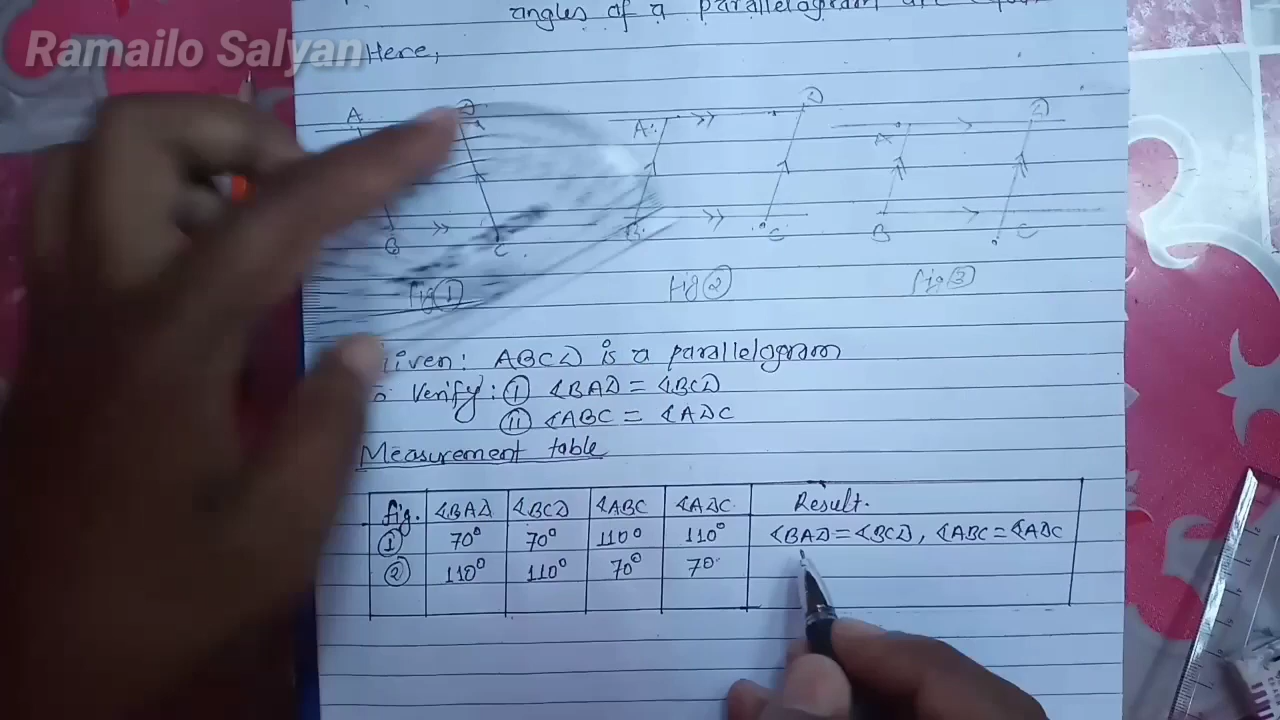 angles of a parallelogram are
Ramailo Salyan
Here,
A D A D A D
B C B C B C
fig ① fig ② fig ③
Given: ABCD is a parallelogram
To Verify: Ⓘ ∢BAD = ∢BCD
Ⓘ∢ABC = ∢ADC
Measurement table
fig. ∢BAD ∢BCD ∢ABC ∢ADC Result.
① 70° 70° 110° 110° ∢BAD = ∢BCD, ∢ABC = ∢ADC
② 110° 110° 70° 70